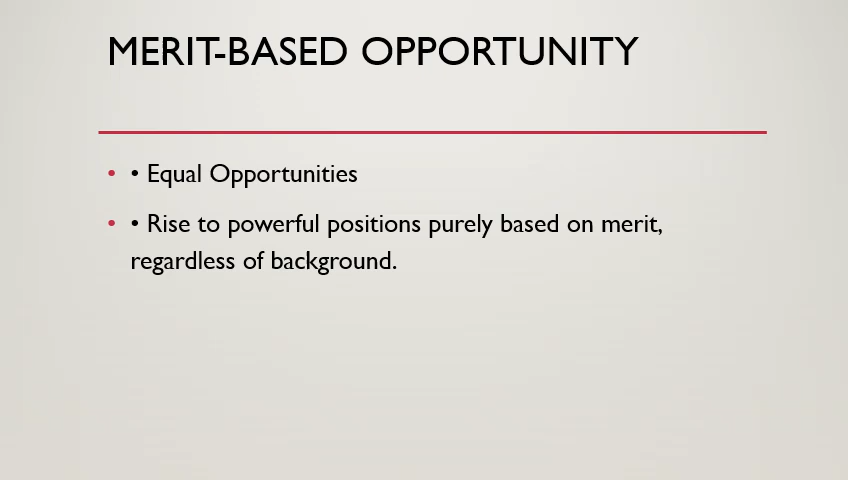 MERIT-BASED OPPORTUNITY
• • Equal Opportunities
• • Rise to powerful positions purely based on merit,
regardless of background.